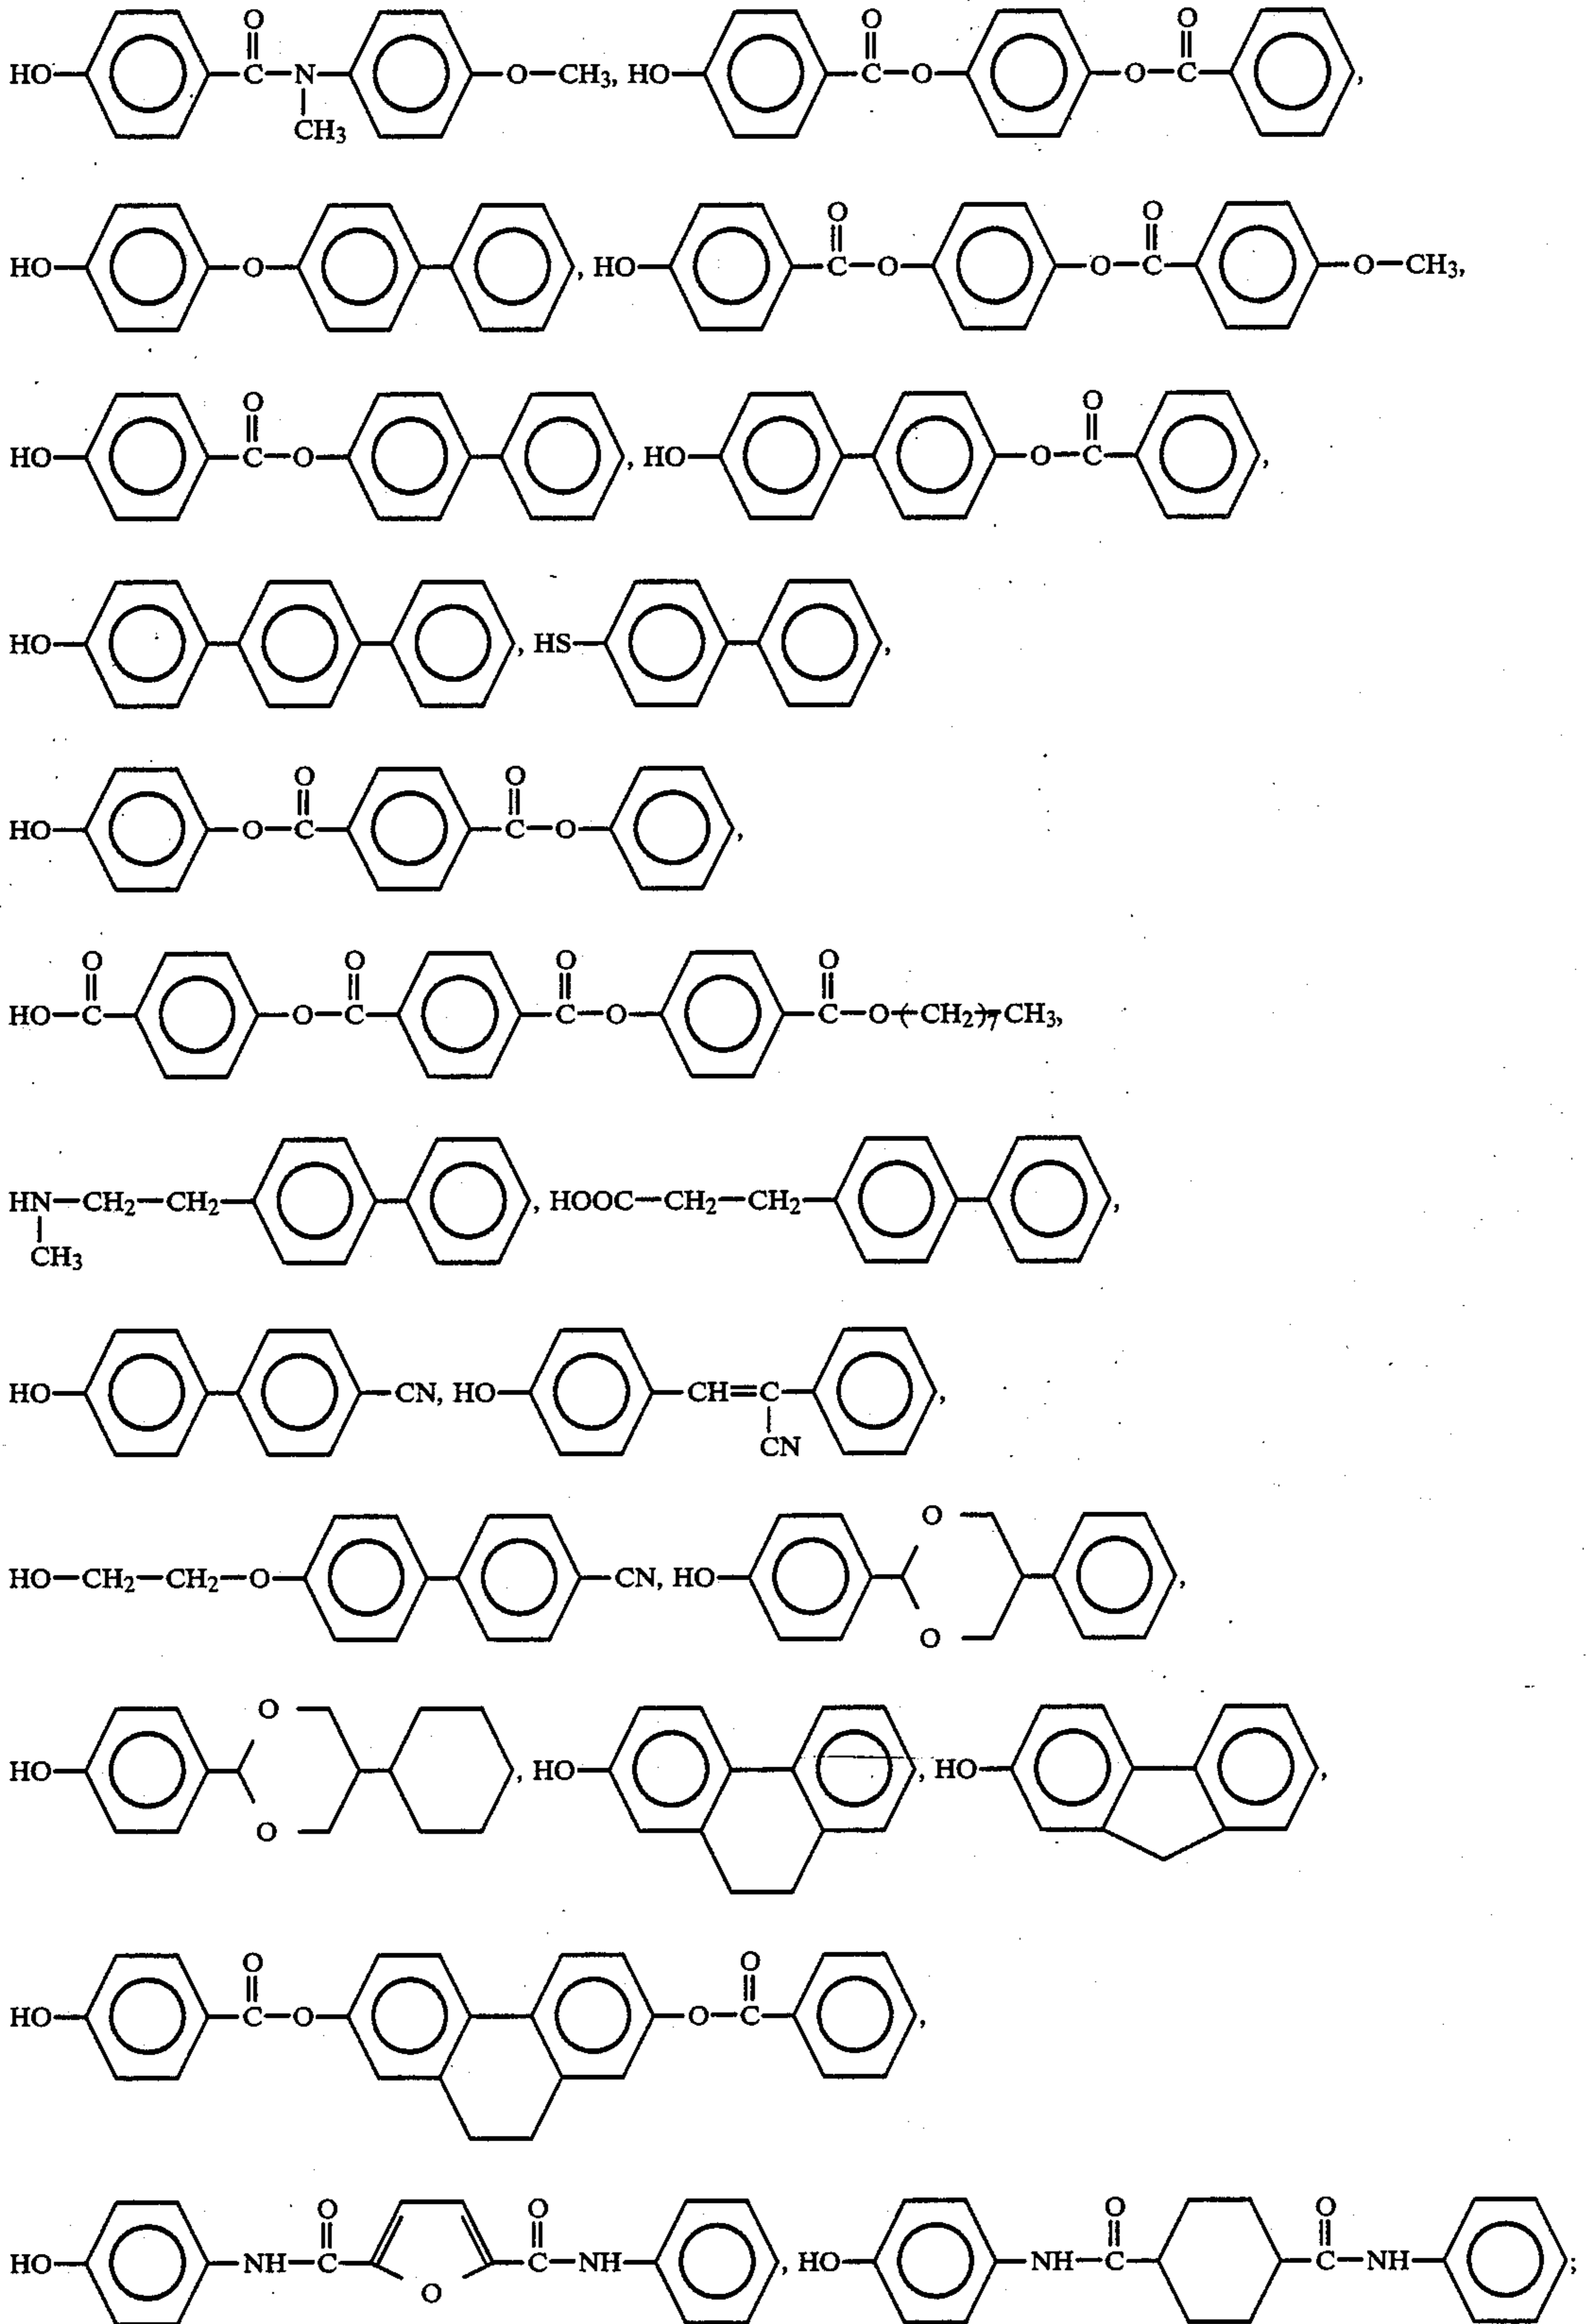 O O O
HO C N O CH3, HO C O O C ,
CH3
O O
HO O , HO C O O C O CH3,
O O
HO C O , HO O C ,
HO , HS ,
O O
HO O C C O ,
O O O O
HO C O C C O C O (CH2)7 CH3,
HN CH2 CH2 , HOOC CH2 CH2 ,
CH3
HO CN, HO CH=C ,
CN
O
HO CH2 CH2 O CN, HO ,
O
O
HO , HO , HO ,
O
O O
HO C O O C ,
O O O O
HO NH C C NH , HO NH C C NH ;
O